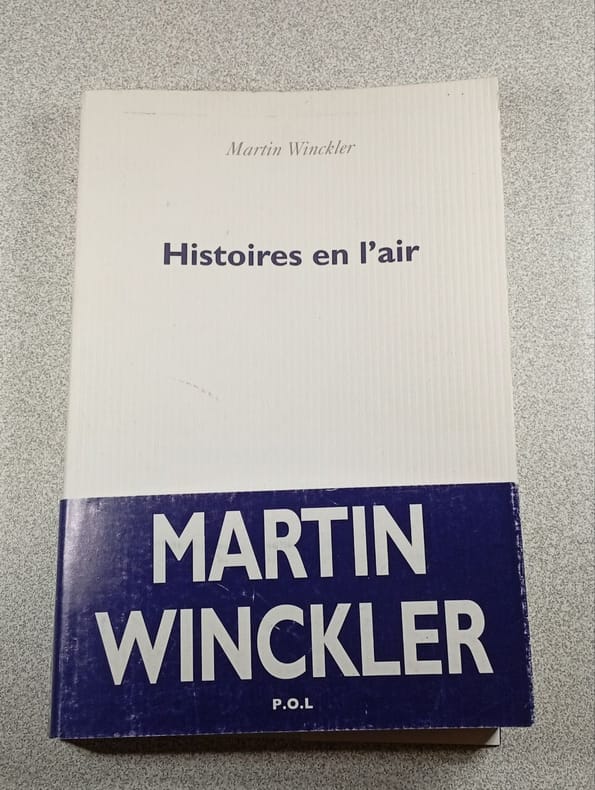 Martin Winckler
Histoires en l'air
MARTIN
WINCKLER
P.O.L